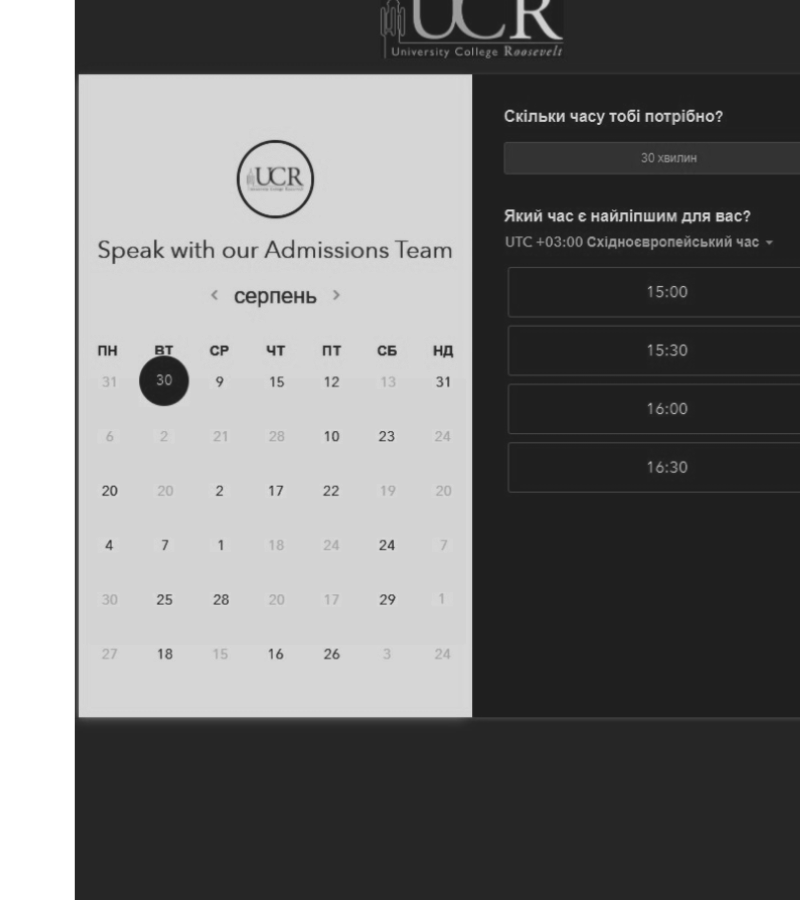 UCR
University College Roosevelt
UCR
Speak with our Admissions Team
< серпень >
ПН ВТ СР ЧТ ПТ СБ НД
31 30 9 15 12 13 31
6 2 21 28 10 23 24
20 20 2 17 22 19 20
4 7 1 18 24 24 7
30 25 28 20 17 29 1
27 18 15 16 26 3 24
Скільки часу тобі потрібно?
30 хвилин
Який час є найліпшим для вас?
UTC +03:00 Східноєвропейський час
15:00
15:30
16:00
16:30